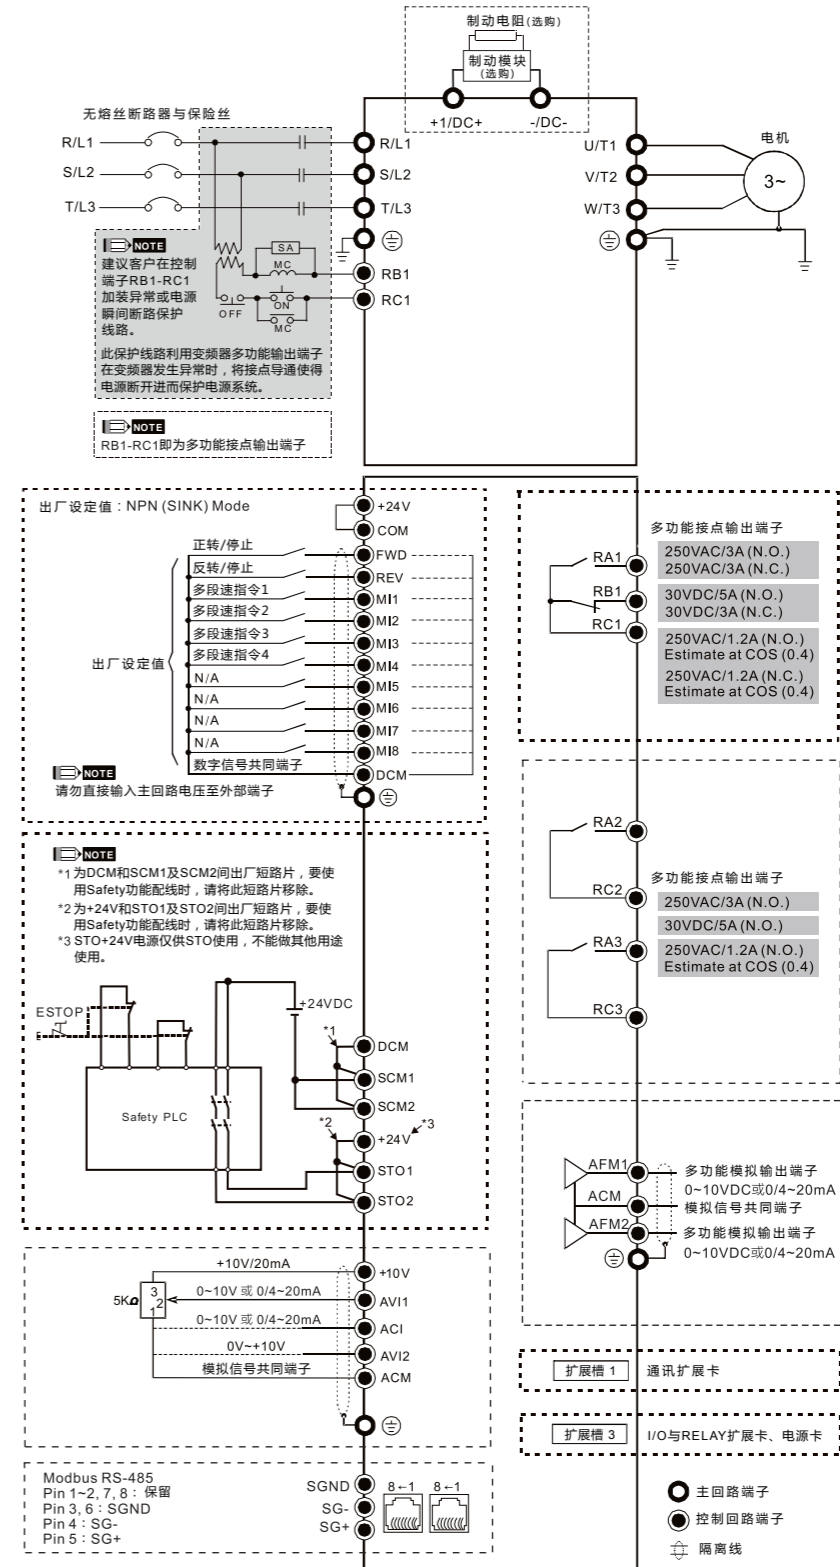 制动电阻(选购)
制动模块
(选购)
+1/DC+
-/DC-
无熔丝断路器与保险丝
R/L1
R/L1
S/L2
S/L2
T/L3
T/L3
U/T1
V/T2
W/T3
电机
3~
NOTE
建议客户在控制
端子RB1-RC1
加装异常或电源
瞬间断路保护
线路。
SA
MC
OFF
ON
MC
RB1
RC1
此保护线路利用变频器多功能输出端子
在变频器发生异常时，将接点导通使得
电源断开进而保护电源系统。
NOTE
RB1-RC1即为多功能接点输出端子
出厂设定值：NPN (SINK) Mode
+24V
COM
正转/停止
FWD
反转/停止
REV
多段速指令1
MI1
多段速指令2
MI2
多段速指令3
MI3
多段速指令4
MI4
出厂设定值
N/A
MI5
N/A
MI6
N/A
MI7
N/A
MI8
数字信号共同端子
DCM
NOTE
请勿直接输入主回路电压至外部端子
多功能接点输出端子
RA1
250VAC/3A (N.O.)
250VAC/3A (N.C.)
RB1
30VDC/5A (N.O.)
30VDC/3A (N.C.)
RC1
250VAC/1.2A (N.O.)
Estimate at COS (0.4)
250VAC/1.2A (N.C.)
Estimate at COS (0.4)
RA2
RC2
多功能接点输出端子
250VAC/3A (N.O.)
30VDC/5A (N.O.)
RA3
250VAC/1.2A (N.O.)
Estimate at COS (0.4)
RC3
NOTE
*1 为DCM和SCM1及SCM2间出厂短路片，要使
用Safety功能配线时，请将此短路片移除。
*2 为+24V和STO1及STO2间出厂短路片，要使
用Safety功能配线时，请将此短路片移除。
*3 STO+24V电源仅供STO使用，不能做其他用途
使用。
ESTOP
+24VDC
Safety PLC
*1
DCM
SCM1
SCM2
*2
*3
+24V
STO1
STO2
AFM1
多功能模拟输出端子
0~10VDC或0/4~20mA
ACM
模拟信号共同端子
AFM2
多功能模拟输出端子
0~10VDC或0/4~20mA
+10V/20mA
+10V
5KΩ
3
2
1
0~10V 或 0/4~20mA
AVI1
0~10V 或 0/4~20mA
ACI
0V~+10V
AVI2
模拟信号共同端子
ACM
扩展槽 1
通讯扩展卡
扩展槽 3
I/O与RELAY扩展卡、电源卡
Modbus RS-485
Pin 1~2, 7, 8：保留
Pin 3, 6：SGND
Pin 4：SG-
Pin 5：SG+
SGND
SG-
SG+
8←1
8←1
主回路端子
控制回路端子
隔离线